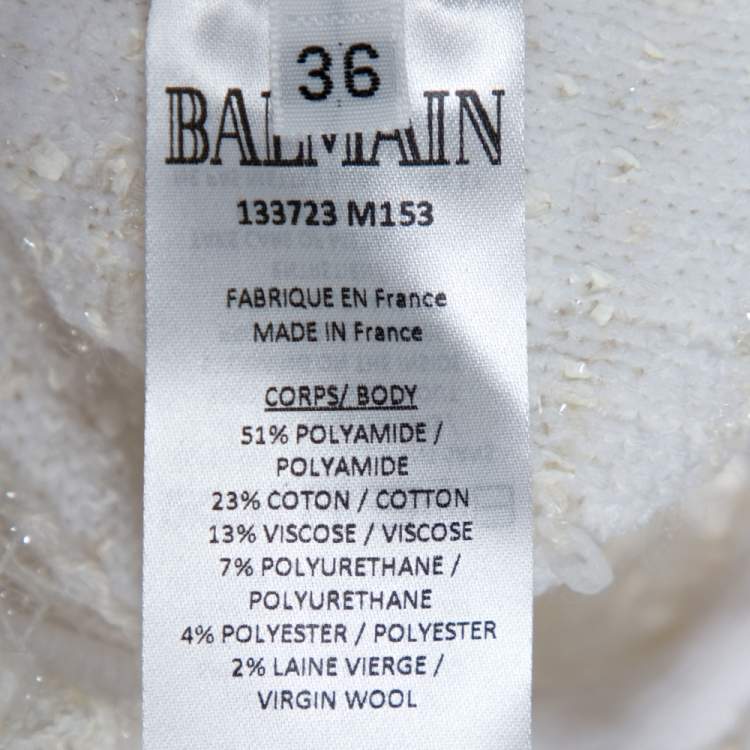 36
BALMAIN
133723 M153
FABRIQUE EN France
MADE IN France
CORPS/ BODY
51% POLYAMIDE /
POLYAMIDE
23% COTON / COTTON
13% VISCOSE / VISCOSE
7% POLYURETHANE /
POLYURETHANE
4% POLYESTER / POLYESTER
2% LAINE VIERGE /
VIRGIN WOOL